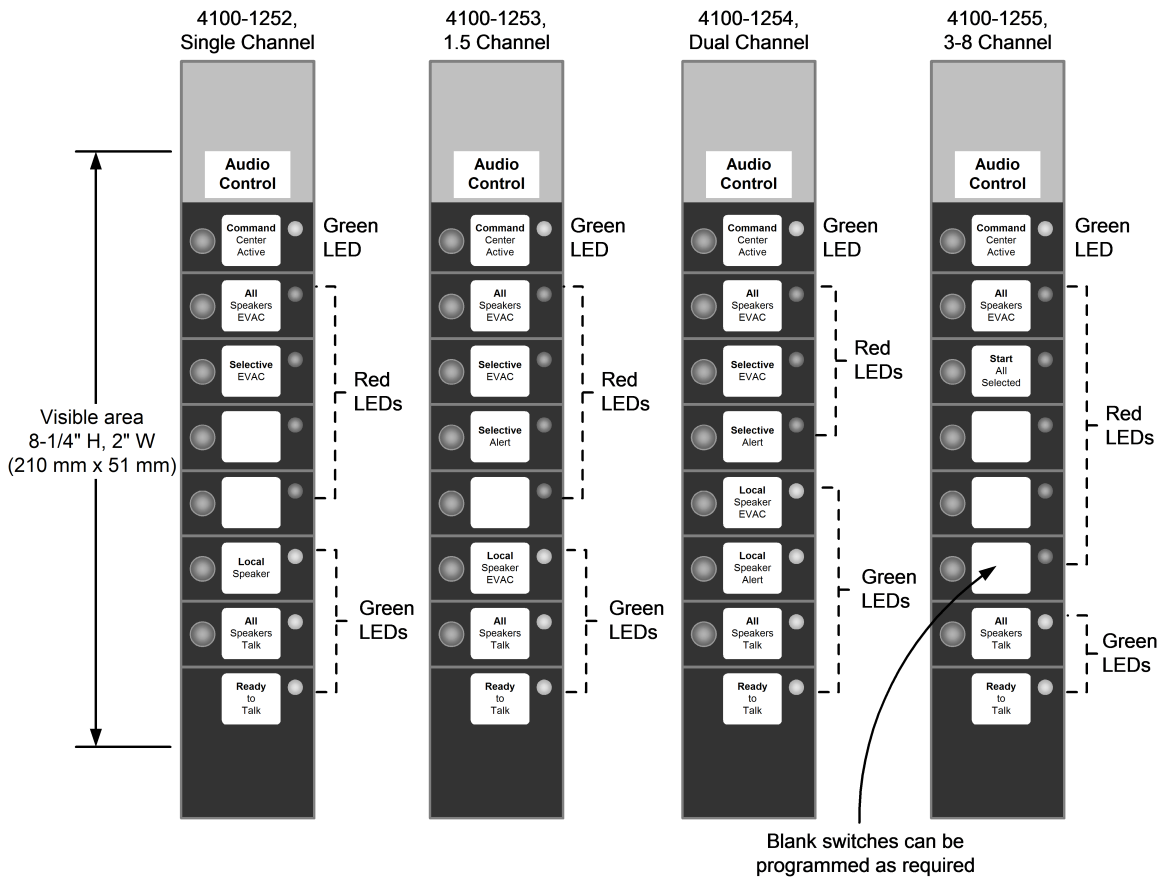 4100-1252,
Single Channel
4100-1253,
1.5 Channel
4100-1254,
Dual Channel
4100-1255,
3-8 Channel
Visible area
8-1/4" H, 2" W
(210 mm x 51 mm)
Audio
Control
Command
Center
Active
Green
LED
All
Speakers
EVAC
Selective
EVAC
Red
LEDs
Local
Speaker
All
Speakers
Talk
Green
LEDs
Ready
to
Talk
Audio
Control
Command
Center
Active
Green
LED
All
Speakers
EVAC
Selective
EVAC
Red
LEDs
Selective
Alert
Local
Speaker
EVAC
All
Speakers
Talk
Green
LEDs
Ready
to
Talk
Audio
Control
Command
Center
Active
Green
LED
All
Speakers
EVAC
Selective
EVAC
Red
LEDs
Selective
Alert
Local
Speaker
EVAC
Local
Speaker
Alert
Green
LEDs
All
Speakers
Talk
Ready
to
Talk
Audio
Control
Command
Center
Active
Green
LED
All
Speakers
EVAC
Start
All
Selected
Red
LEDs
All
Speakers
Talk
Green
LEDs
Ready
to
Talk
Blank switches can be
programmed as required